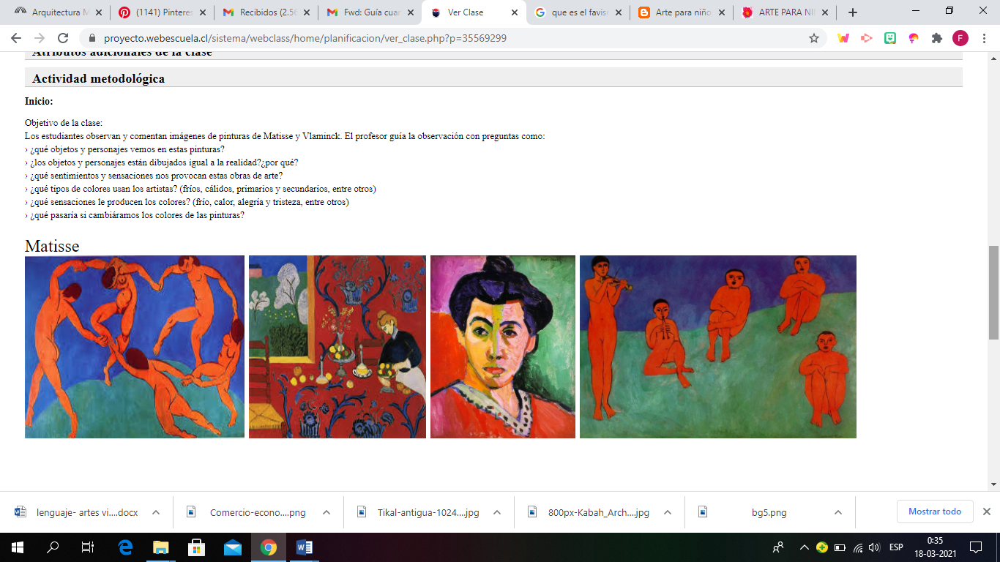 Arquitectura M
(1141) Pinteres
Recibidos (2.56
Fwd: Guía cuar
Ver Clase
que es el favism
Arte para niño
ARTE PARA NIÑ
proyecto.webescuela.cl/sistema/webclass/home/planificacion/ver_clase.php?p=35569299
F
Atributos adicionales de la clase
Actividad metodológica
Inicio:
Objetivo de la clase:
Los estudiantes observan y comentan imágenes de pinturas de Matisse y Vlaminck. El profesor guía la observación con preguntas como:
› ¿qué objetos y personajes vemos en estas pinturas?
› ¿los objetos y personajes están dibujados igual a la realidad?¿por qué?
› ¿qué sentimientos y sensaciones nos provocan estas obras de arte?
› ¿qué tipos de colores usan los artistas? (fríos, cálidos, primarios y secundarios, entre otros)
› ¿qué sensaciones le producen los colores? (frío, calor, alegría y tristeza, entre otros)
› ¿qué pasaría si cambiáramos los colores de las pinturas?
Matisse
lenguaje- artes vi....docx
Comercio-econo....png
Tikal-antigua-1024....jpg
800px-Kabah_Arch....jpg
bg5.png
Mostrar todo
ESP
0:35
18-03-2021